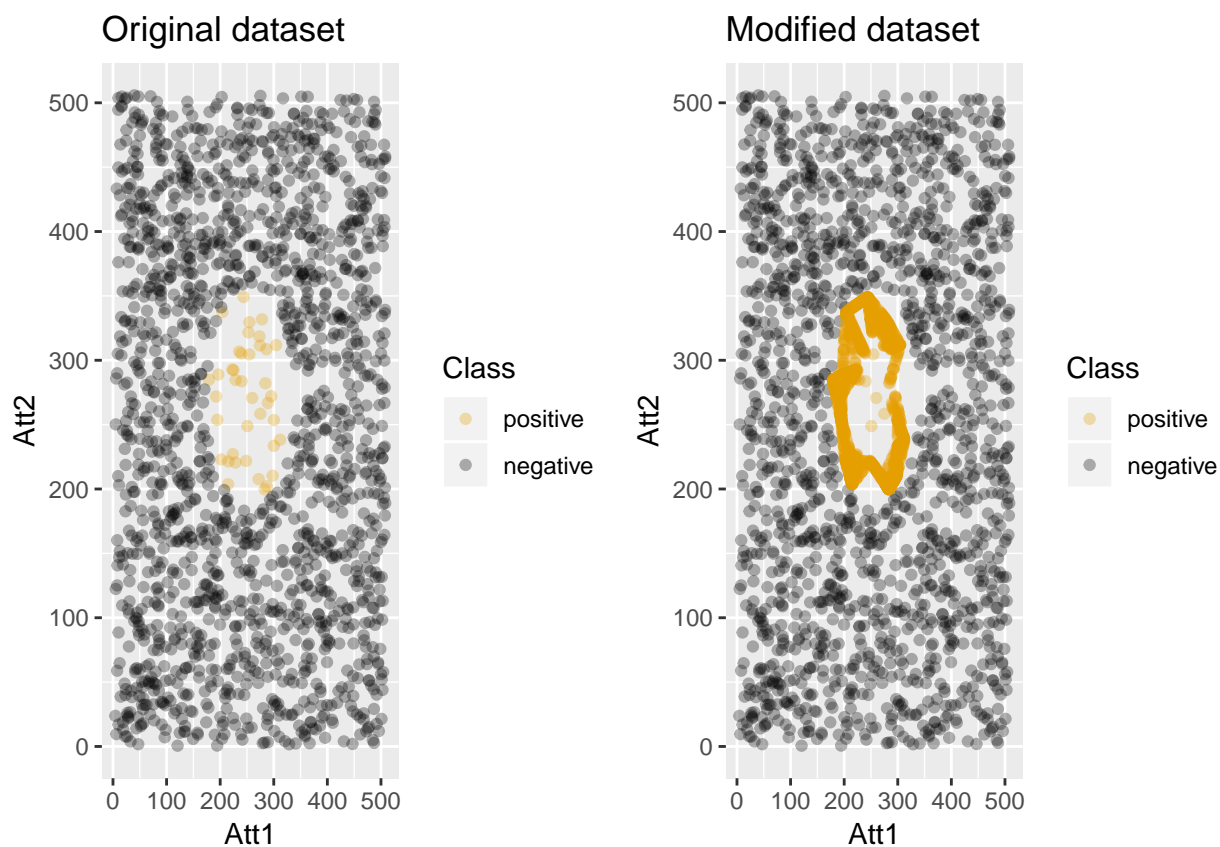 Original dataset
Modified dataset
Att2
500
400
300
200
100
0
0 100 200 300 400 500
Att1
Class
positive
negative
Att2
500
400
300
200
100
0
0 100 200 300 400 500
Att1
Class
positive
negative